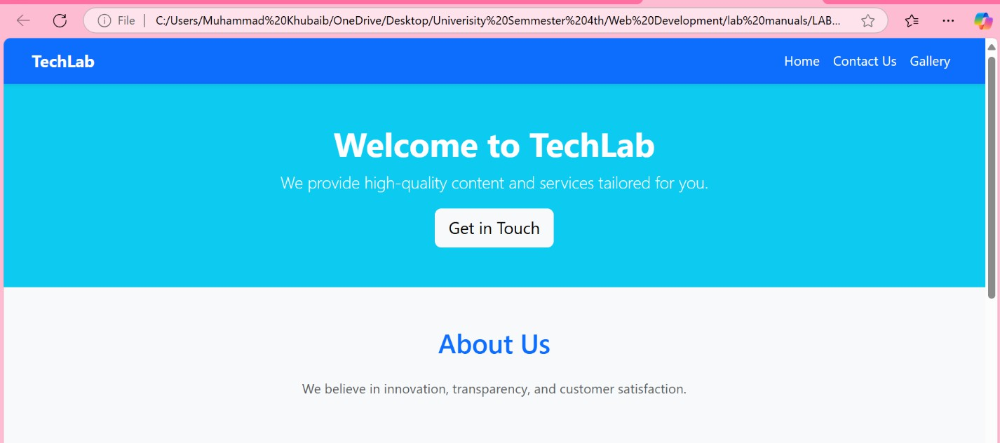 File C:/Users/Muhammad%20Khubaib/OneDrive/Desktop/Univerisity%20Semmester%204th/Web%20Development/lab%20manuals/LAB...
TechLab Home Contact Us Gallery
Welcome to TechLab
We provide high-quality content and services tailored for you.
Get in Touch
About Us
We believe in innovation, transparency, and customer satisfaction.